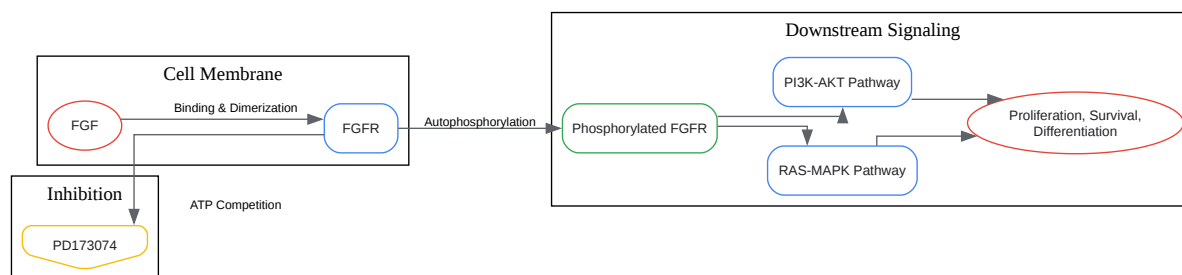 Downstream Signaling
Cell Membrane
PI3K-AKT Pathway
Binding & Dimerization
FGF
FGFR
Autophosphorylation
Phosphorylated FGFR
Proliferation, Survival,
Differentiation
RAS-MAPK Pathway
Inhibition
ATP Competition
PD173074